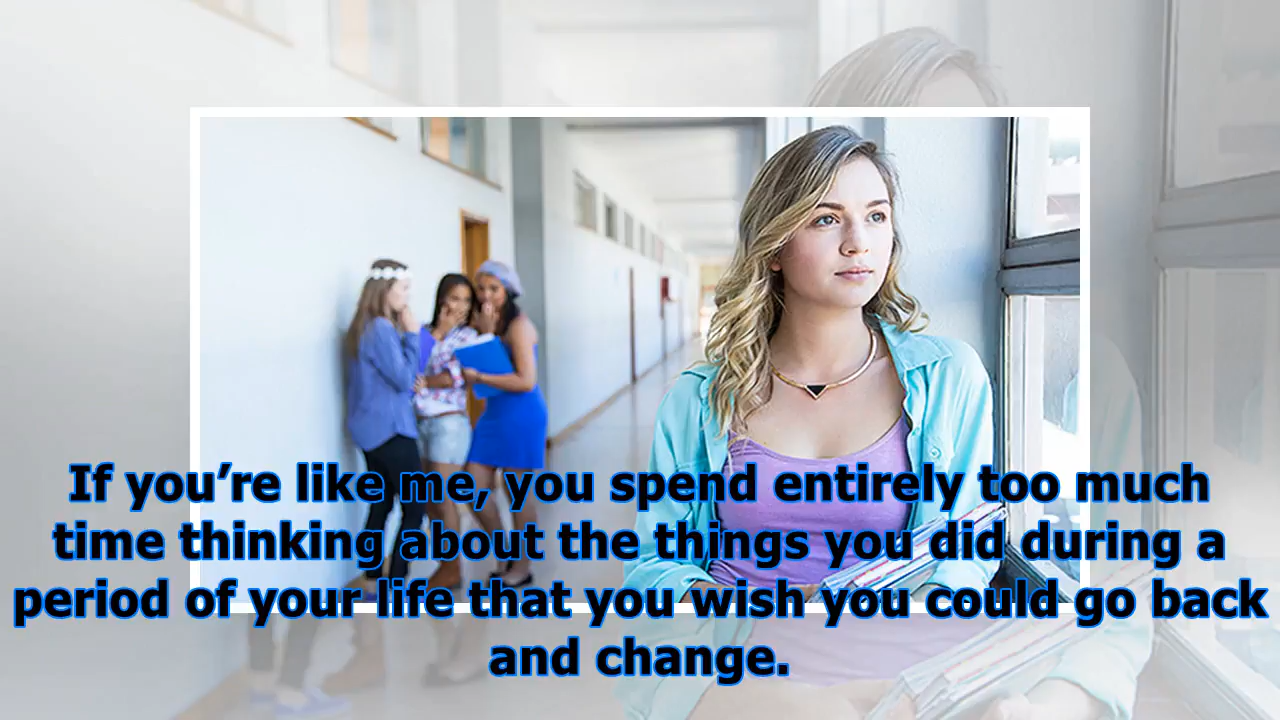 If you’re like me, you spend entirely too much
time thinking about the things you did during a
period of your life that you wish you could go back
and change.